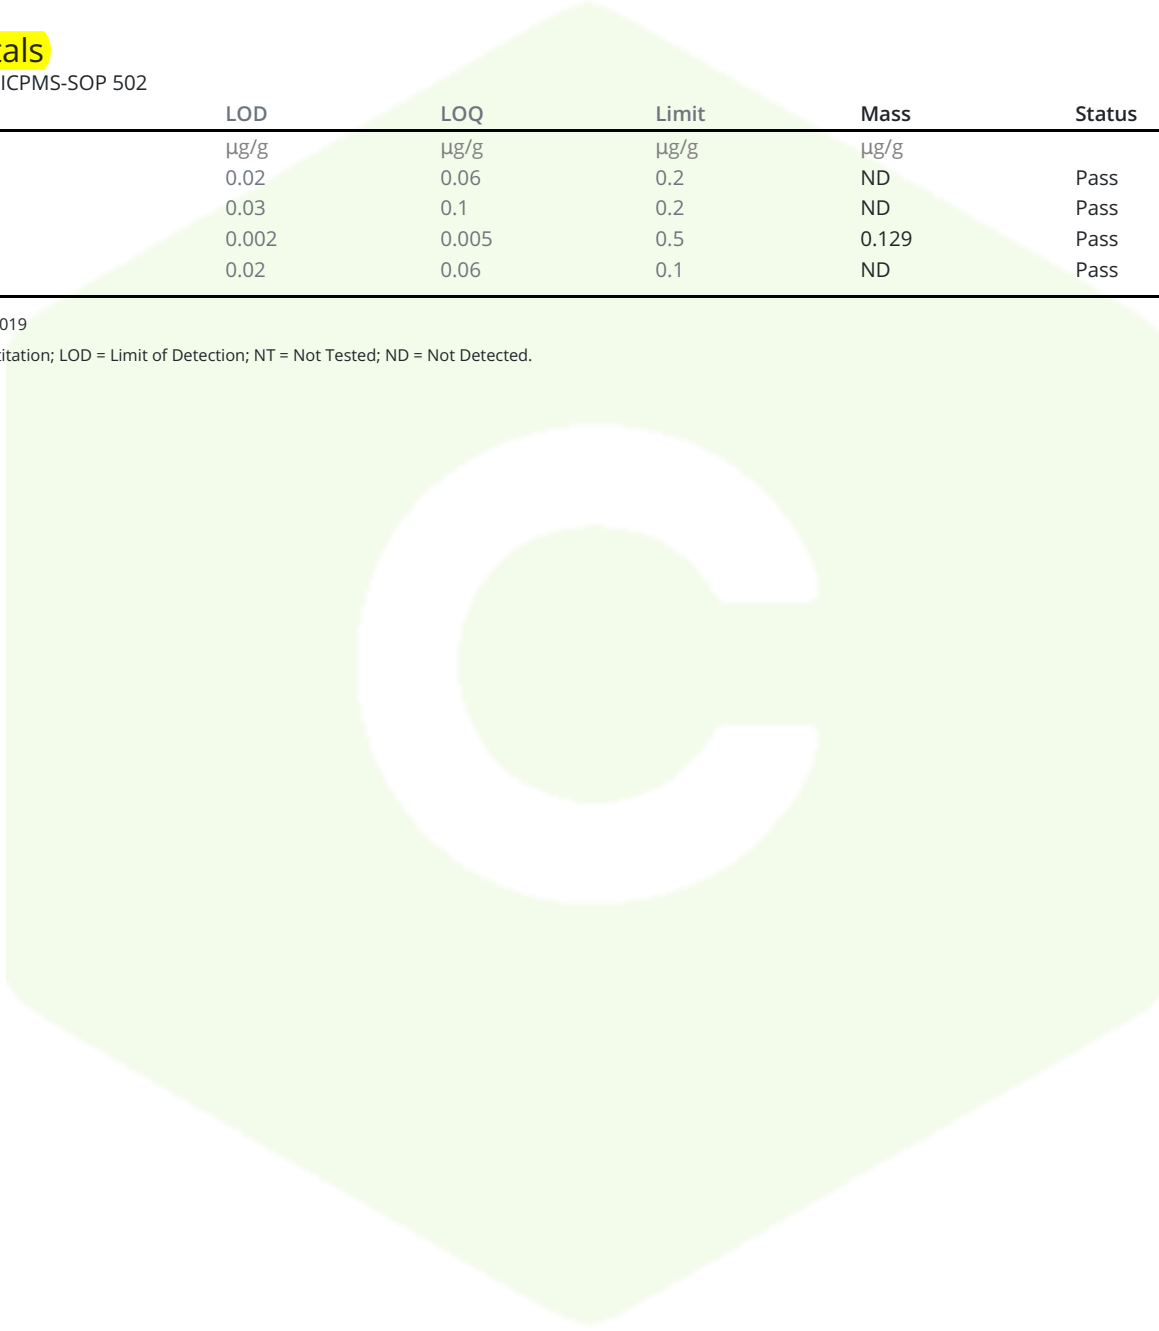 tals
ICPMS-SOP 502
LOD LOQ Limit Mass Status
µg/g µg/g µg/g µg/g
0.02 0.06 0.2 ND Pass
0.03 0.1 0.2 ND Pass
0.002 0.005 0.5 0.129 Pass
0.02 0.06 0.1 ND Pass
019
titation; LOD = Limit of Detection; NT = Not Tested; ND = Not Detected.
C